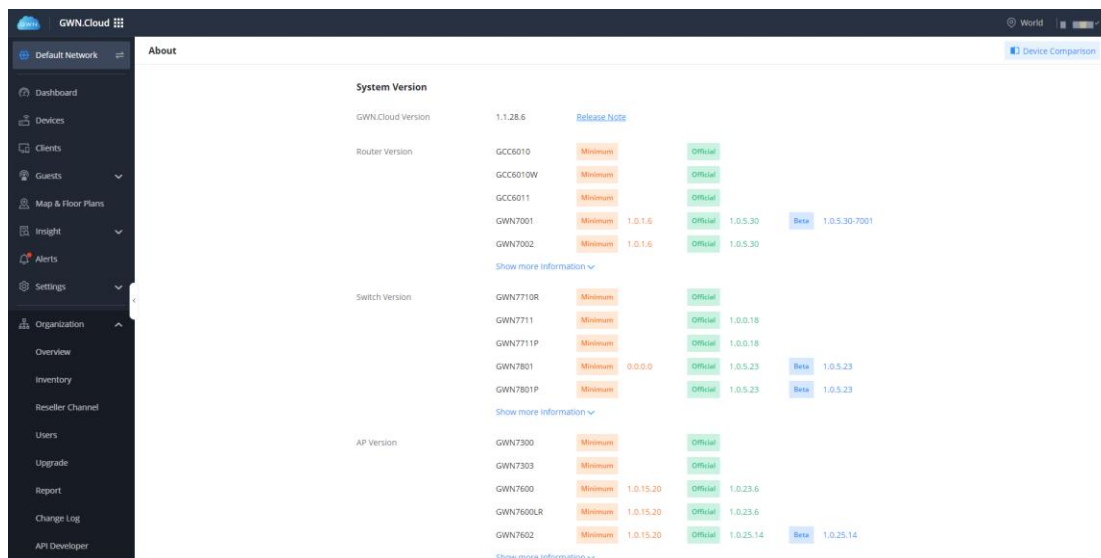 GWN GWN.Cloud World
Default Network
About
Device Comparison
Dashboard
Devices
Clients
Guests
Map & Floor Plans
Insight
Alerts
Settings
Organization
Overview
Inventory
Reseller Channel
Users
Upgrade
Report
Change Log
API Developer
System Version
GWN.Cloud Version 1.1.28.6 Release Note
Router Version GCC6010 Minimum Official
GCC6010W Minimum Official
GCC6011 Minimum Official
GWN7001 Minimum 1.0.1.6 Official 1.0.5.30 Beta 1.0.5.30-7001
GWN7002 Minimum 1.0.1.6 Official 1.0.5.30
Show more information
Switch Version GWN7710R Minimum Official
GWN7711 Minimum Official 1.0.0.18
GWN7711P Minimum Official 1.0.0.18
GWN7801 Minimum 0.0.0.0 Official 1.0.5.23 Beta 1.0.5.23
GWN7801P Minimum Official 1.0.5.23 Beta 1.0.5.23
Show more information
AP Version GWN7300 Minimum Official
GWN7303 Minimum Official
GWN7600 Minimum 1.0.15.20 Official 1.0.23.6
GWN7600LR Minimum 1.0.15.20 Official 1.0.23.6
GWN7602 Minimum 1.0.15.20 Official 1.0.25.14 Beta 1.0.25.14
Show more information